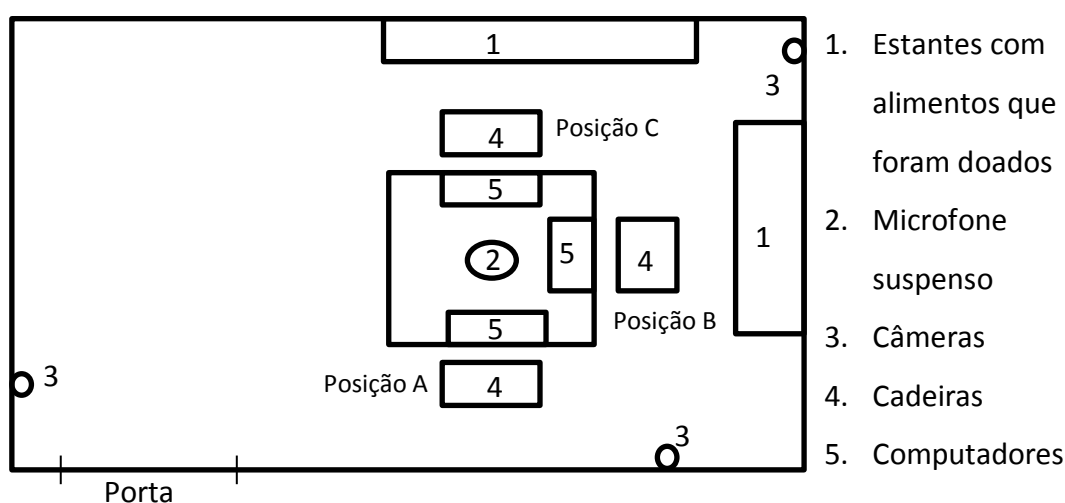 1
3
4
Posição C
5
2
5
4
1
Posição B
5
Posição A
4
3
3
Porta
1. Estantes com
alimentos que
foram doados
2. Microfone
suspenso
3. Câmeras
4. Cadeiras
5. Computadores